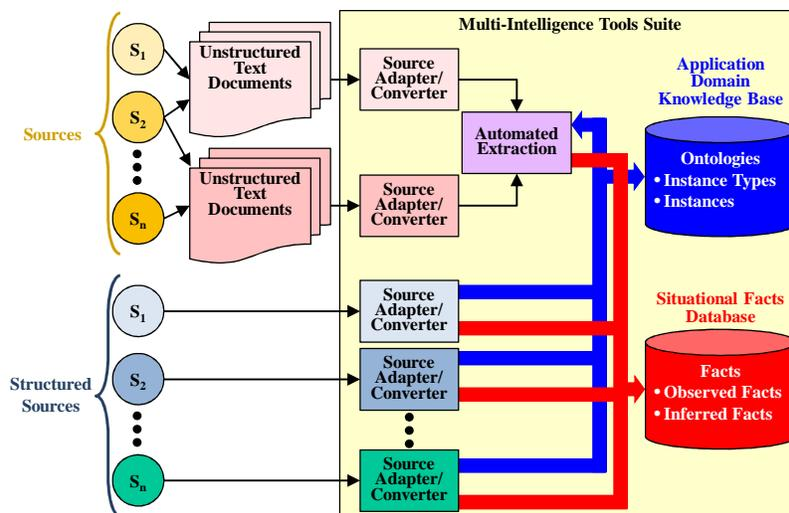 Multi-Intelligence Tools Suite
S1
S2
Sn
Sources
Unstructured
Text
Documents
Unstructured
Text
Documents
Source
Adapter/
Converter
Source
Adapter/
Converter
Automated
Extraction
Application
Domain
Knowledge Base
Ontologies
• Instance Types
• Instances
S1
S2
Sn
Structured
Sources
Source
Adapter/
Converter
Source
Adapter/
Converter
Source
Adapter/
Converter
Situational Facts
Database
Facts
• Observed Facts
• Inferred Facts